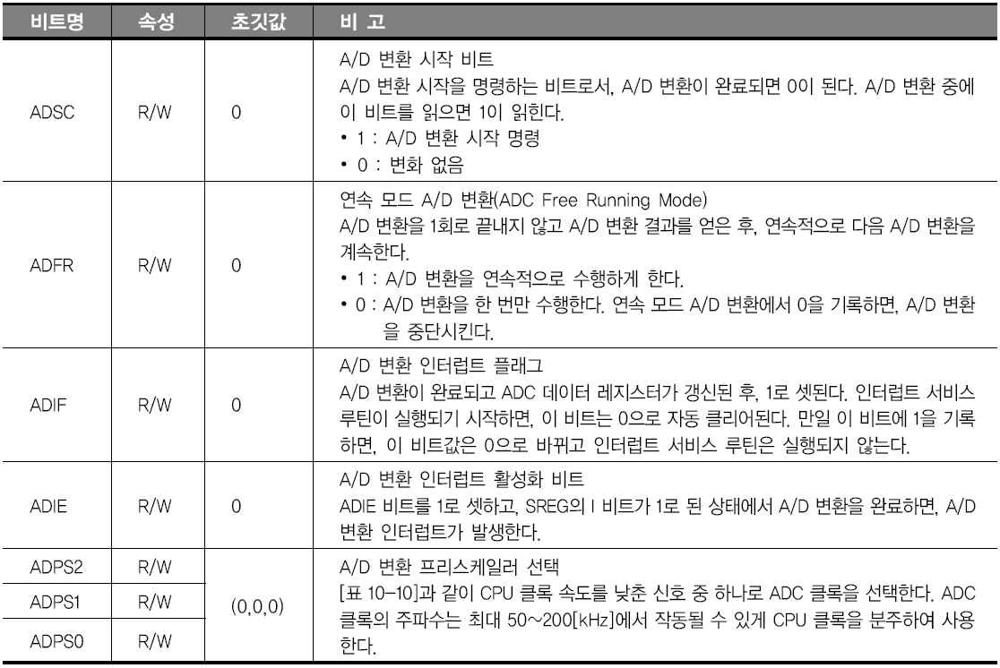 비트명 속성 초깃값 비 고
A/D 변환 시작 비트
A/D 변환 시작을 명령하는 비트로서, A/D 변환이 완료되면 0이 된다. A/D 변환 중에
ADSC R/W 0 이 비트를 읽으면 1이 읽힌다.
• 1 : A/D 변환 시작 명령
• 0 : 변화 없음
연속 모드 A/D 변환(ADC Free Running Mode)
A/D 변환을 1회로 끝내지 않고 A/D 변환 결과를 얻은 후, 연속적으로 다음 A/D 변환을
계속한다.
ADFR R/W 0
• 1 : A/D 변환을 연속적으로 수행하게 한다.
• 0 : A/D 변환을 한 번만 수행한다. 연속 모드 A/D 변환에서 0을 기록하면, A/D 변환
을 중단시킨다.
A/D 변환 인터럽트 플래그
A/D 변환이 완료되고 ADC 데이터 레지스터가 갱신된 후, 1로 셋된다. 인터럽트 서비스
ADIF R/W 0
루틴이 실행되기 시작하면, 이 비트는 0으로 자동 클리어된다. 만일 이 비트에 1을 기록
하면, 이 비트값은 0으로 바뀌고 인터럽트 서비스 루틴은 실행되지 않는다.
A/D 변환 인터럽트 활성화 비트
ADIE R/W 0 ADIE 비트를 1로 셋하고, SREG의 I 비트가 1로 된 상태에서 A/D 변환을 완료하면, A/D
변환 인터럽트가 발생한다.
ADPS2 R/W A/D 변환 프리스케일러 선택
ADPS1 R/W (0,0,0) [표 10-10]과 같이 CPU 클록 속도를 낮춘 신호 중 하나로 ADC 클록을 선택한다. ADC
클록의 주파수는 최대 50~200[kHz]에서 작동될 수 있게 CPU 클록을 분주하여 사용
ADPS0 R/W 한다.